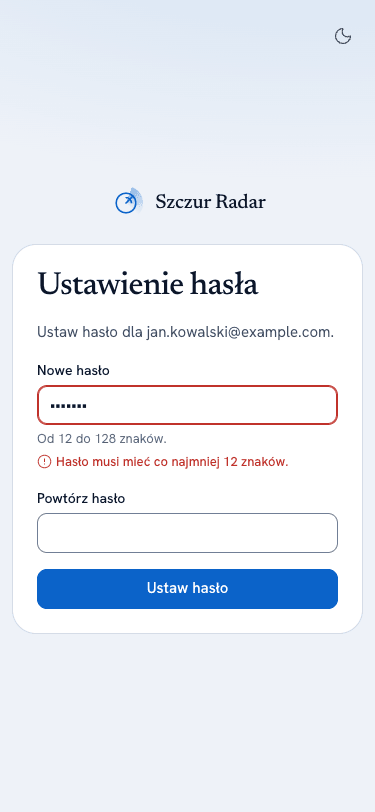 Szczur Radar
Ustawienie hasła
Ustaw hasło dla jan.kowalski@example.com.
Nowe hasło
•••••••
Od 12 do 128 znaków.
Hasło musi mieć co najmniej 12 znaków.
Powtórz hasło
Ustaw hasło